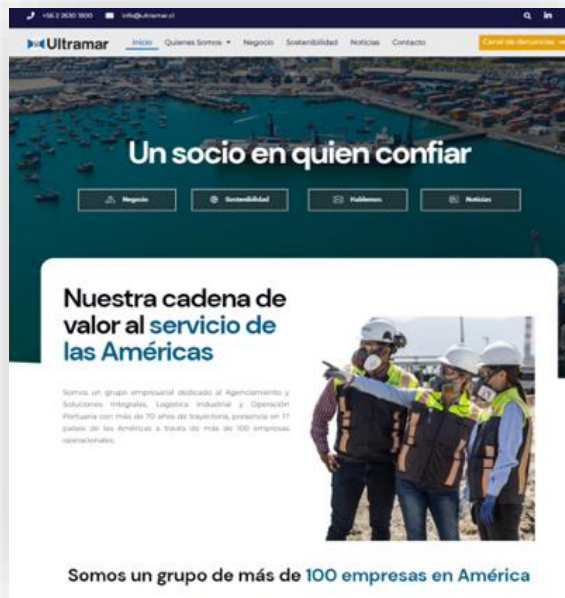 +56 2 2630 1800 info@ultramar.cl
Ultramar Inicio Quienes Somos Negocio Sostenibilidad Noticias Contacto Canal de denuncias
Un socio en quien confiar
Negocio Sostenibilidad Hablemos Noticias
Nuestra cadena de
valor al servicio de
las Américas
Somos un grupo empresarial dedicado al Agenciamiento y
Soluciones Integrales, Logística Industrial y Operación
Portuaria con más de 70 años de trayectoria, presencia en 17
países de las Américas a través de más de 100 empresas
operacionales.
Somos un grupo de más de 100 empresas en América